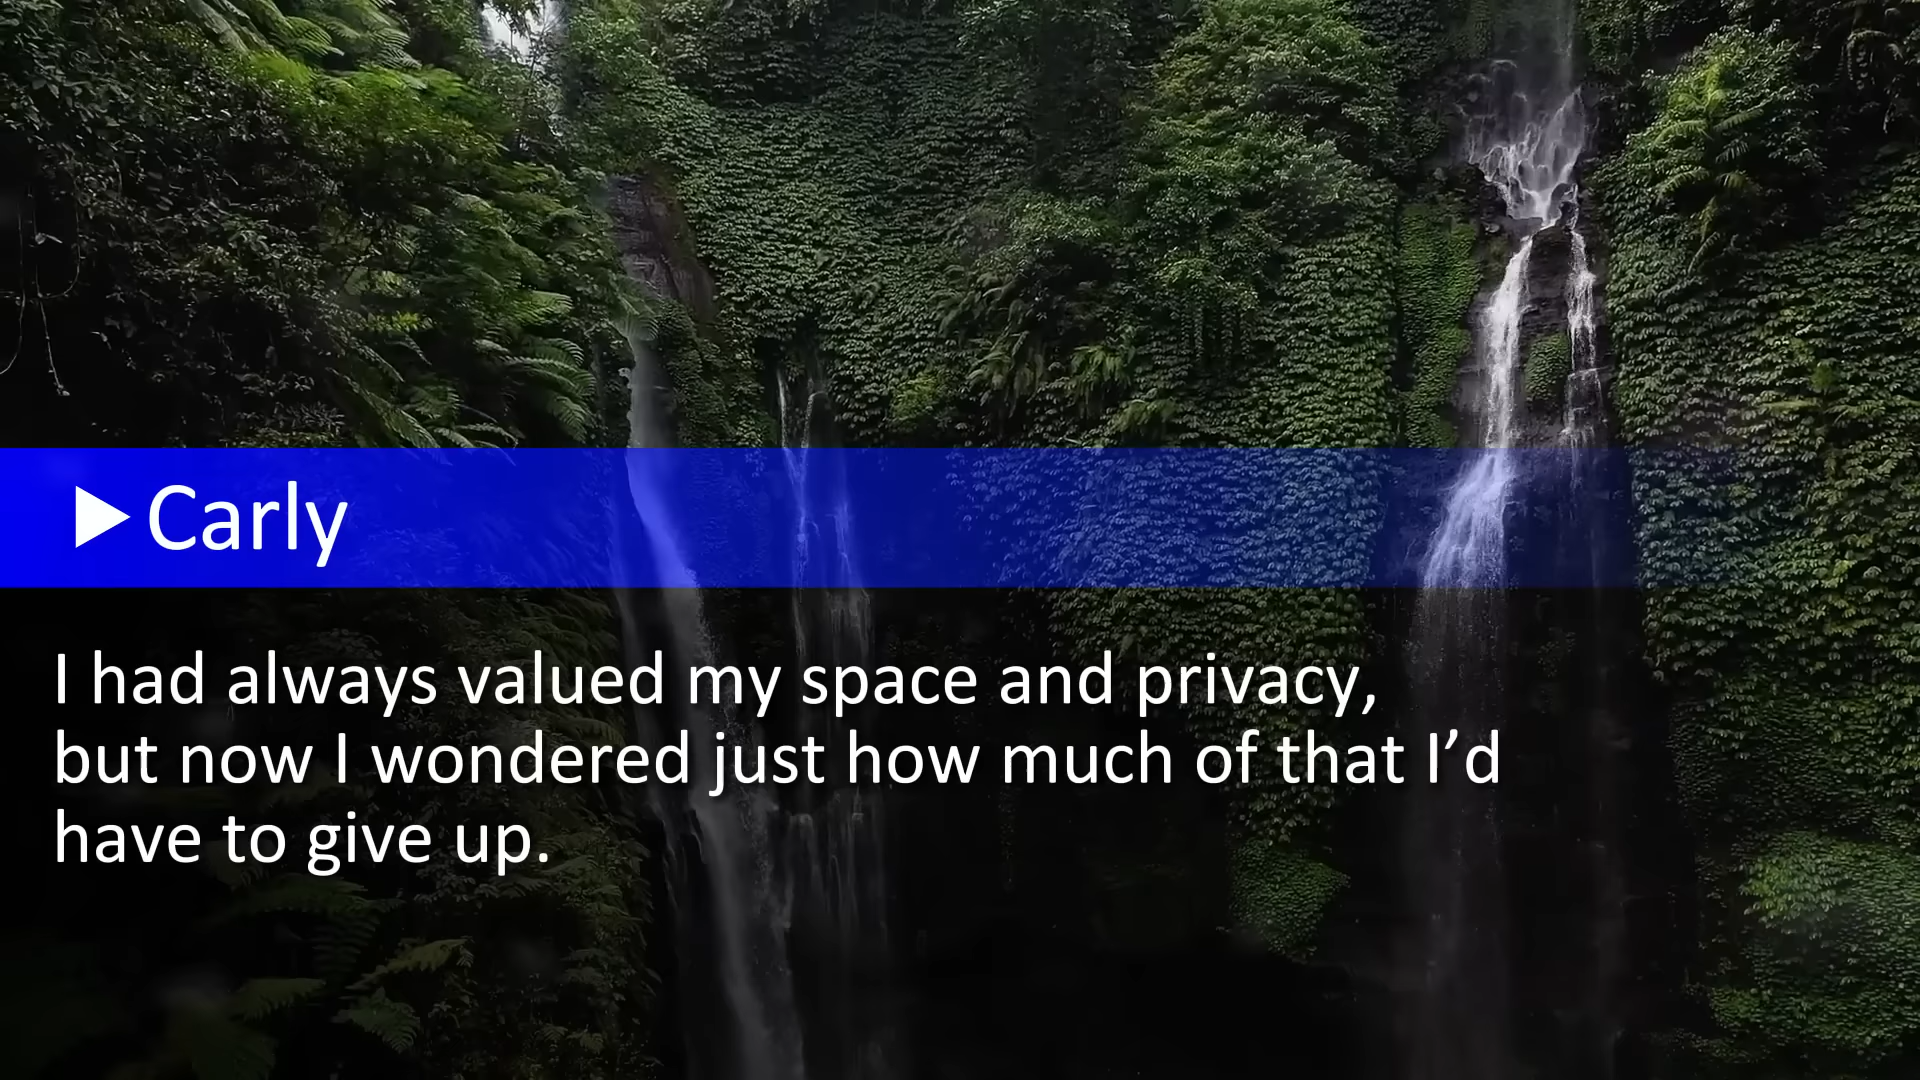 Carly
I had always valued my space and privacy,
but now I wondered just how much of that I’d
have to give up.